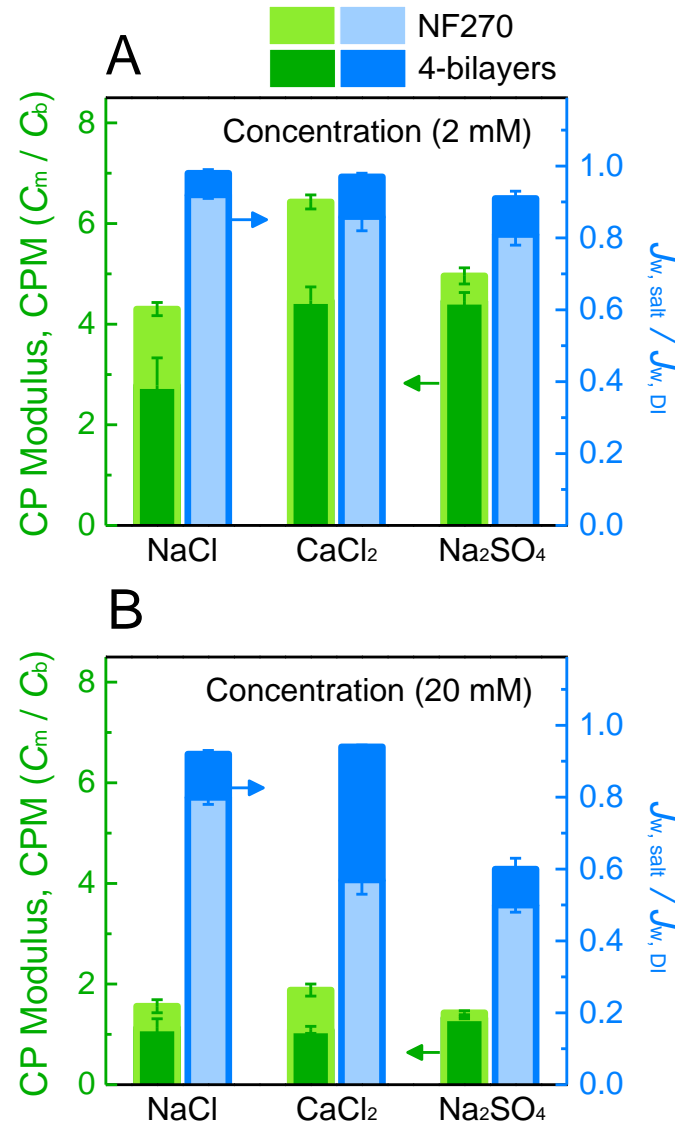 NF270
4-bilayers
A
Concentration (2 mM)
CP Modulus, CPM (Cm / Cb)
8
6
4
2
0
1.0
0.8
0.6
0.4
0.2
0.0
Jw, salt / Jw, DI
NaCl
CaCl2
Na2SO4
B
Concentration (20 mM)
CP Modulus, CPM (Cm / Cb)
8
6
4
2
0
1.0
0.8
0.6
0.4
0.2
0.0
Jw, salt / Jw, DI
NaCl
CaCl2
Na2SO4